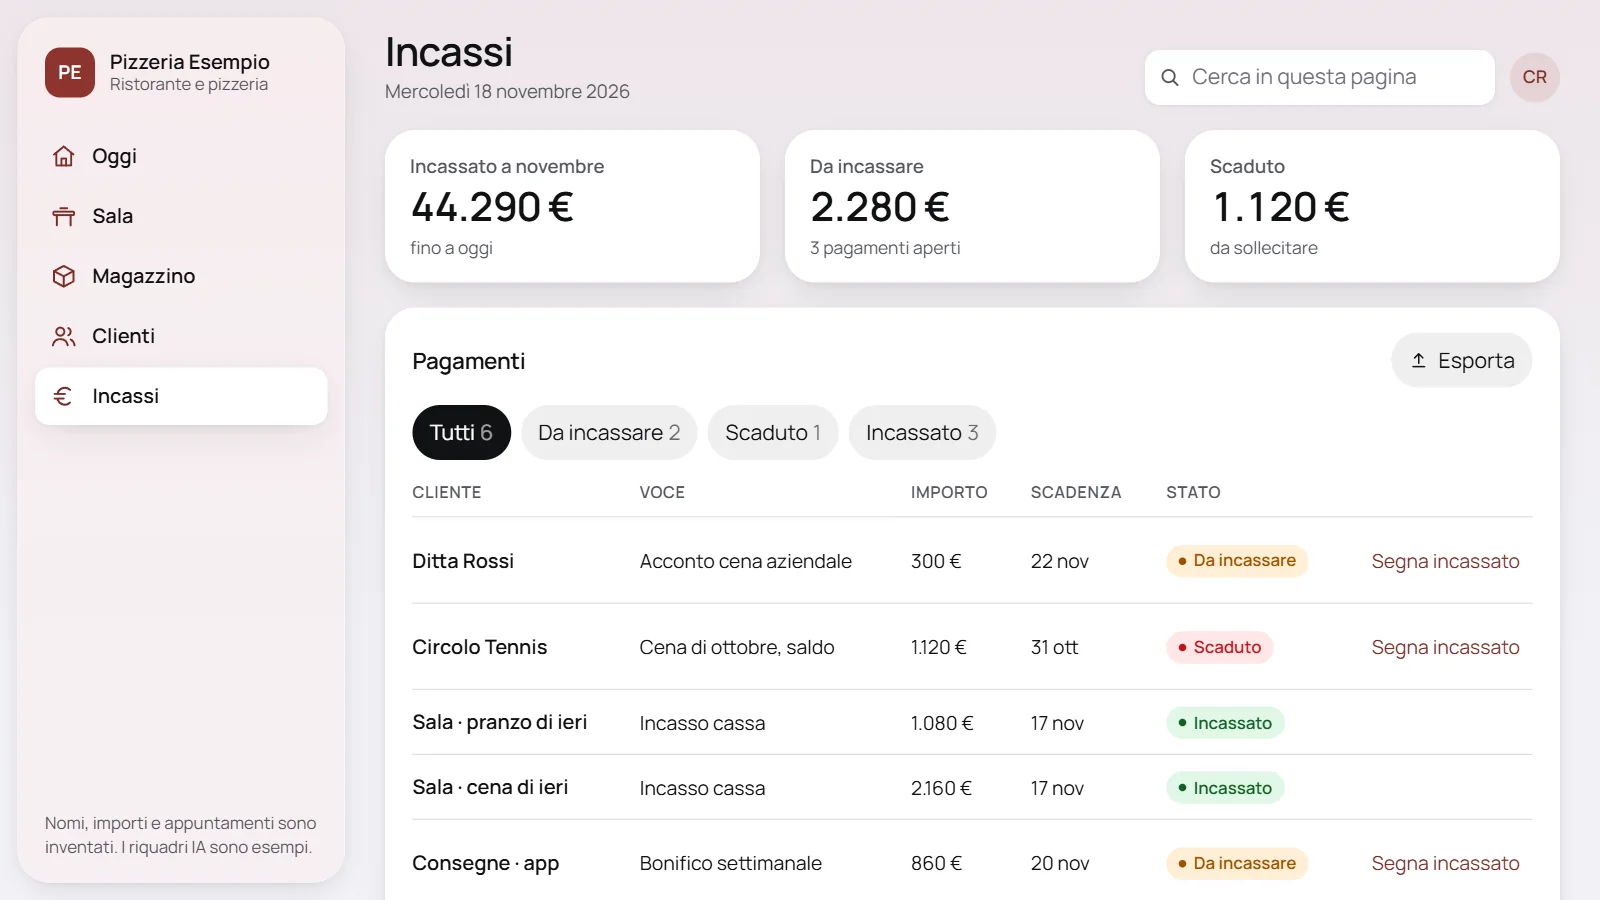 PE
Pizzeria Esempio
Ristorante e pizzeria
Oggi
Sala
Magazzino
Clienti
Incassi
Nomi, importi e appuntamenti sono
inventati. I riquadri IA sono esempi.
Incassi
Mercoledì 18 novembre 2026
Cerca in questa pagina
CR
Incassato a novembre
44.290 €
fino a oggi
Da incassare
2.280 €
3 pagamenti aperti
Scaduto
1.120 €
da sollecitare
Pagamenti
Esporta
Tutti 6
Da incassare 2
Scaduto 1
Incassato 3
CLIENTE VOCE IMPORTO SCADENZA STATO
Ditta Rossi Acconto cena aziendale 300 € 22 nov Da incassare Segna incassato
Circolo Tennis Cena di ottobre, saldo 1.120 € 31 ott Scaduto Segna incassato
Sala · pranzo di ieri Incasso cassa 1.080 € 17 nov Incassato
Sala · cena di ieri Incasso cassa 2.160 € 17 nov Incassato
Consegne · app Bonifico settimanale 860 € 20 nov Da incassare Segna incassato